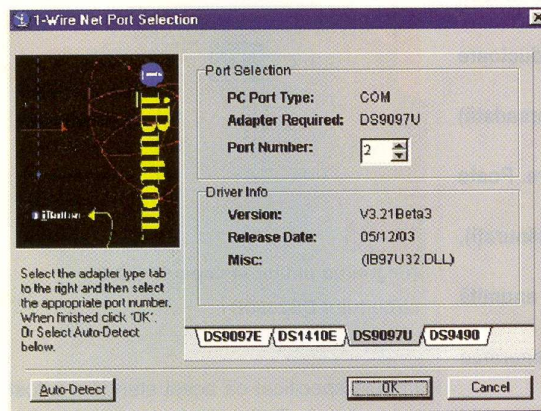 1-Wire Net Port Selection
iButton
iButton
Select the adapter type tab
to the right and then select
the appropriate port number.
When finished click 'OK'.
Or Select Auto-Detect
below.
Port Selection
PC Port Type: COM
Adapter Required: DS9097U
Port Number: 2
Driver Info
Version: V3.21Beta3
Release Date: 05/12/03
Misc: (IB97U32.DLL)
DS9097E DS1410E DS9097U DS9490
Auto-Detect OK Cancel